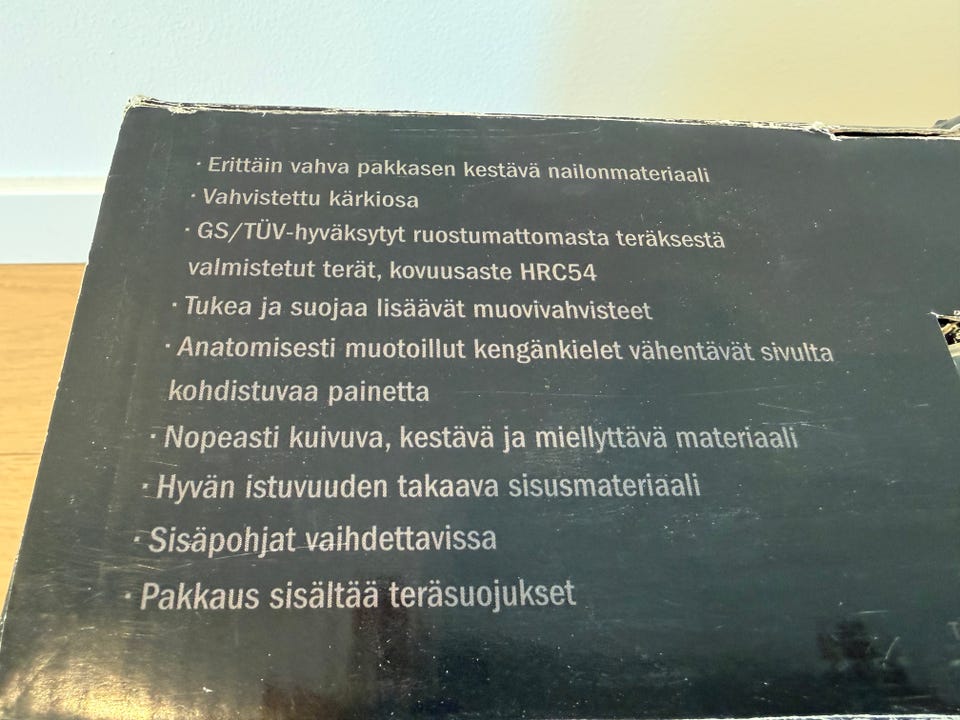 · Erittäin vahva pakkasen kestävä nailonmateriaali
· Vahvistettu kärkiosa
· GS/TÜV-hyväksytyt ruostumattomasta teräksestä
valmistetut terät, kovuusaste HRC54
· Tukea ja suojaa lisäävät muovivahvisteet
· Anatomisesti muotoillut kengänkielet vähentävät sivulta
kohdistuvaa painetta
· Nopeasti kuivuva, kestävä ja miellyttävä materiaali
· Hyvän istuvuuden takaava sisusmateriaali
· Sisäpohjat vaihdettavissa
· Pakkaus sisältää teräsuojukset